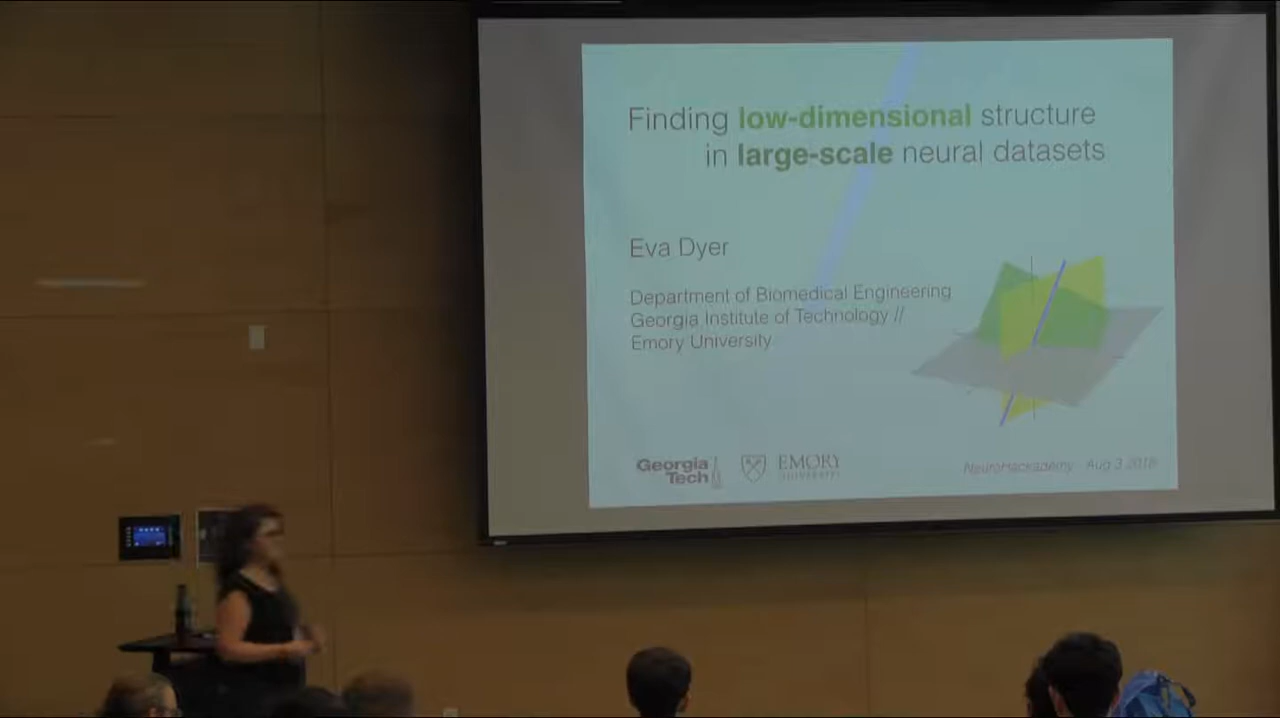 Finding low-dimensional structure
in large-scale neural datasets
Eva Dyer
Department of Biomedical Engineering
Georgia Institute of Technology //
Emory University
Georgia
Tech
EMORY
UNIVERSITY
NeuroHackademy Aug 3 2018